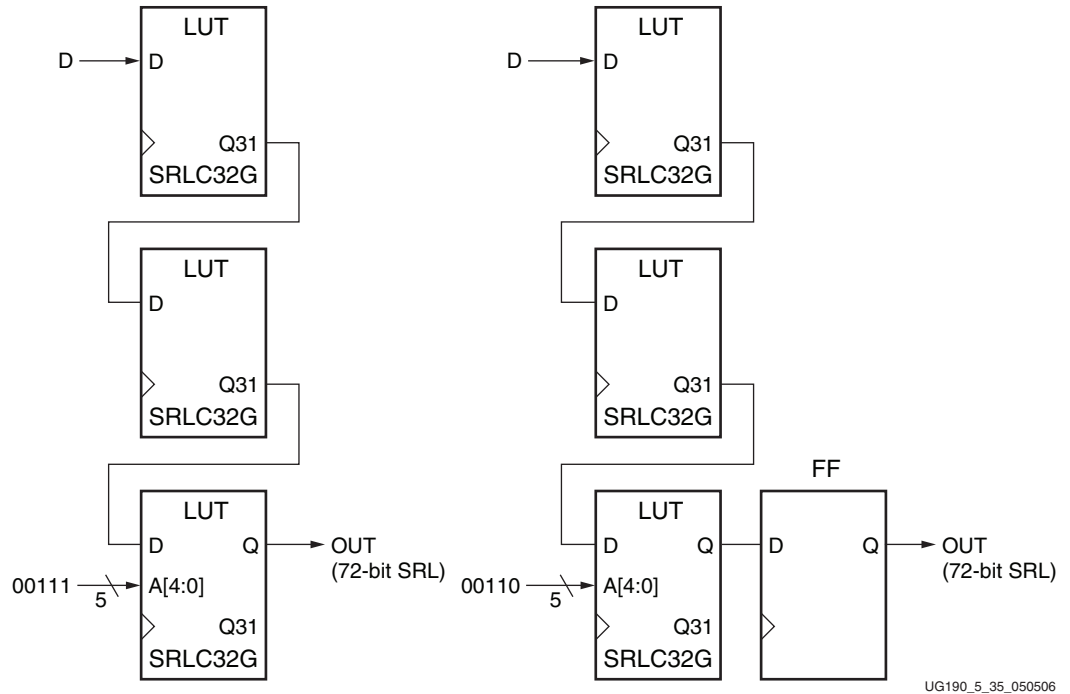 LUT
D
D
Q31
SRLC32G
LUT
D
Q31
SRLC32G
LUT
D
Q
OUT
(72-bit SRL)
00111
5
A[4:0]
Q31
SRLC32G
LUT
D
D
Q31
SRLC32G
LUT
D
Q31
SRLC32G
LUT
D
Q
00110
5
A[4:0]
Q31
SRLC32G
FF
D
Q
OUT
(72-bit SRL)
UG190_5_35_050506